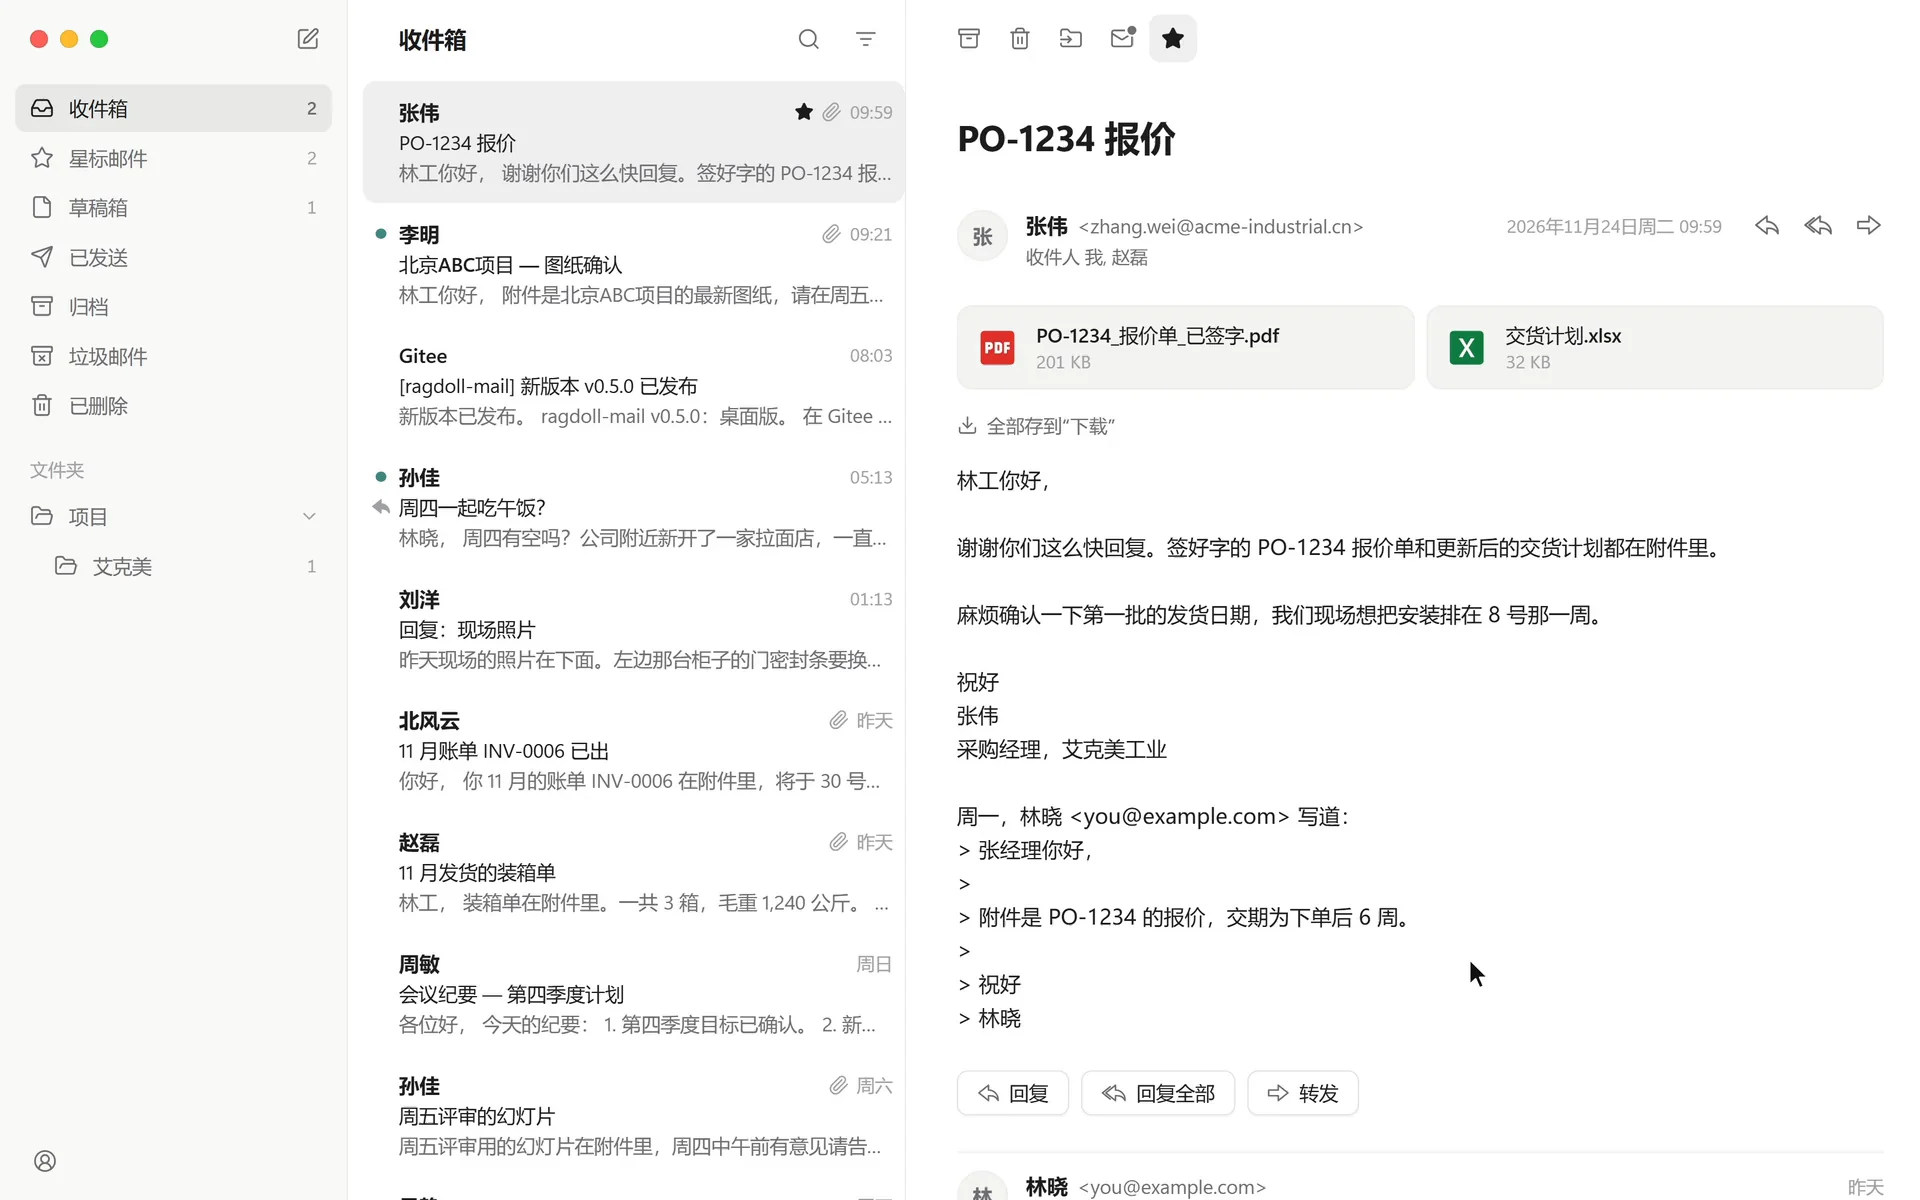 收件箱 2
星标邮件 2
草稿箱 1
已发送
归档
垃圾邮件
已删除
文件夹
项目
艾克美 1
收件箱
张伟 09:59
PO-1234 报价
林工你好， 谢谢你们这么快回复。签好字的 PO-1234 报...
李明 09:21
北京ABC项目 — 图纸确认
林工你好， 附件是北京ABC项目的最新图纸，请在周五...
Gitee 08:03
[ragdoll-mail] 新版本 v0.5.0 已发布
新版本已发布。 ragdoll-mail v0.5.0：桌面版。 在 Gitee ...
孙佳 05:13
周四一起吃午饭？
林晓， 周四有空吗？公司附近新开了一家拉面店，一直...
刘洋 01:13
回复：现场照片
昨天现场的照片在下面。左边那台柜子的门密封条要换...
北风云 昨天
11 月账单 INV-0006 已出
你好， 你 11 月的账单 INV-0006 在附件里，将于 30 号...
赵磊 昨天
11 月发货的装箱单
林工， 装箱单在附件里。一共 3 箱，毛重 1,240 公斤。 ...
周敏 周日
会议纪要 — 第四季度计划
各位好， 今天的纪要： 1. 第四季度目标已确认。 2. 新...
孙佳 周六
周五评审的幻灯片
周五评审用的幻灯片在附件里，周四中午前有意见请告...
PO-1234 报价
张
张伟 <zhang.wei@acme-industrial.cn> 2026年11月24日周二 09:59
收件人 我, 赵磊
PDF
PO-1234_报价单_已签字.pdf
201 KB
X
交货计划.xlsx
32 KB
全部存到“下载”
林工你好，
谢谢你们这么快回复。签好字的 PO-1234 报价单和更新后的交货计划都在附件里。
麻烦确认一下第一批的发货日期，我们现场想把安装排在 8 号那一周。
祝好
张伟
采购经理，艾克美工业
周一，林晓 <you@example.com> 写道：
> 张经理你好，
>
> 附件是 PO-1234 的报价，交期为下单后 6 周。
>
> 祝好
> 林晓
回复
回复全部
转发
林
林晓 <you@example.com> 昨天